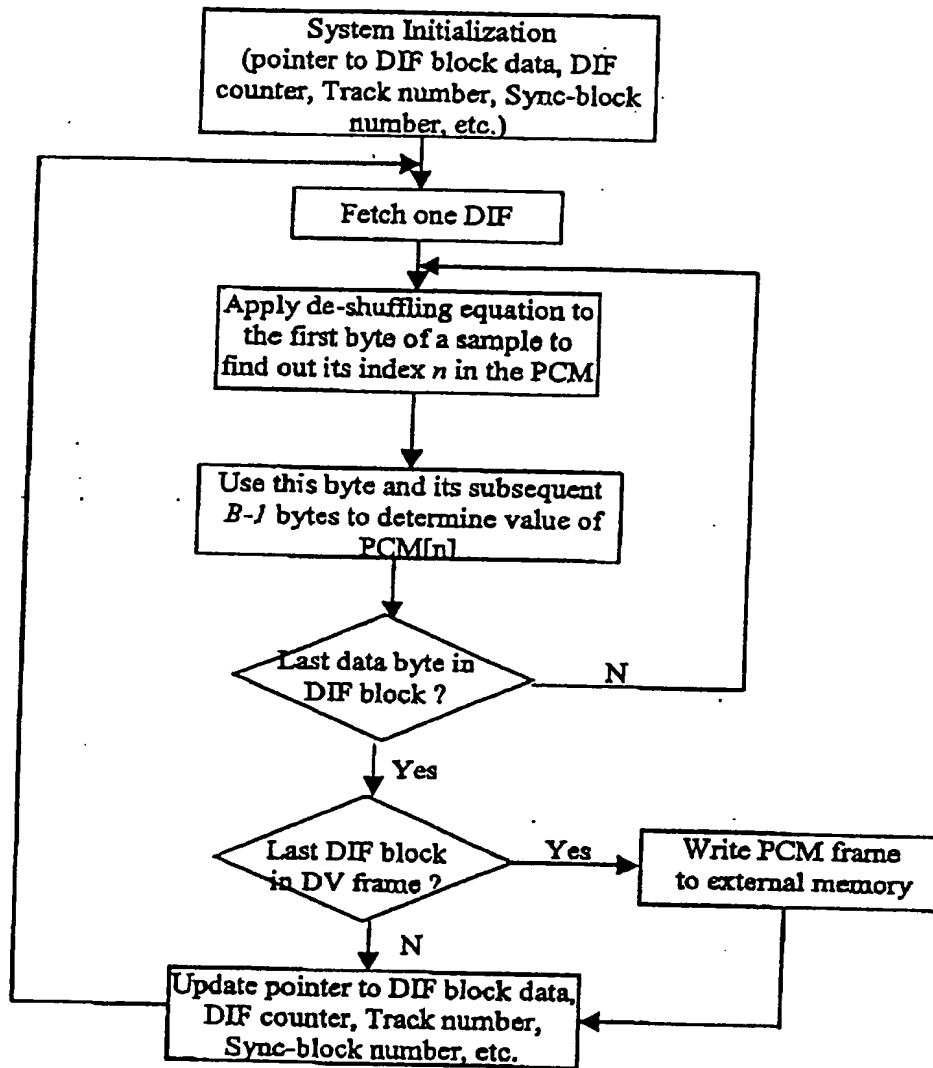 System Initialization
(pointer to DIF block data, DIF
counter, Track number, Sync-block
number, etc.)
Fetch one DIF
Apply de-shuffling equation to
the first byte of a sample to
find out its index n in the PCM
Use this byte and its subsequent
B-1 bytes to determine value of
PCM[n]
Last data byte in
DIF block ?
N
Yes
Last DIF block
in DV frame ?
Yes
Write PCM frame
to external memory
N
Update pointer to DIF block data,
DIF counter, Track number,
Sync-block number, etc.